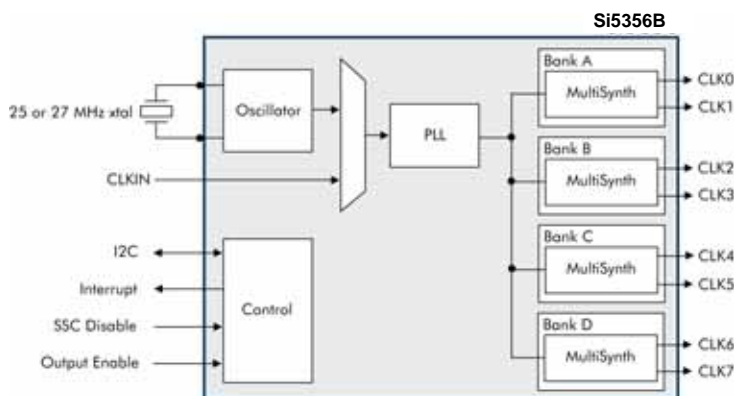 Si5356B
25 or 27 MHz xtal
Oscillator
CLKIN
PLL
I2C
Interrupt
SSC Disable
Output Enable
Control
Bank A
MultiSynth
CLK0
CLK1
Bank B
MultiSynth
CLK2
CLK3
Bank C
MultiSynth
CLK4
CLK5
Bank D
MultiSynth
CLK6
CLK7